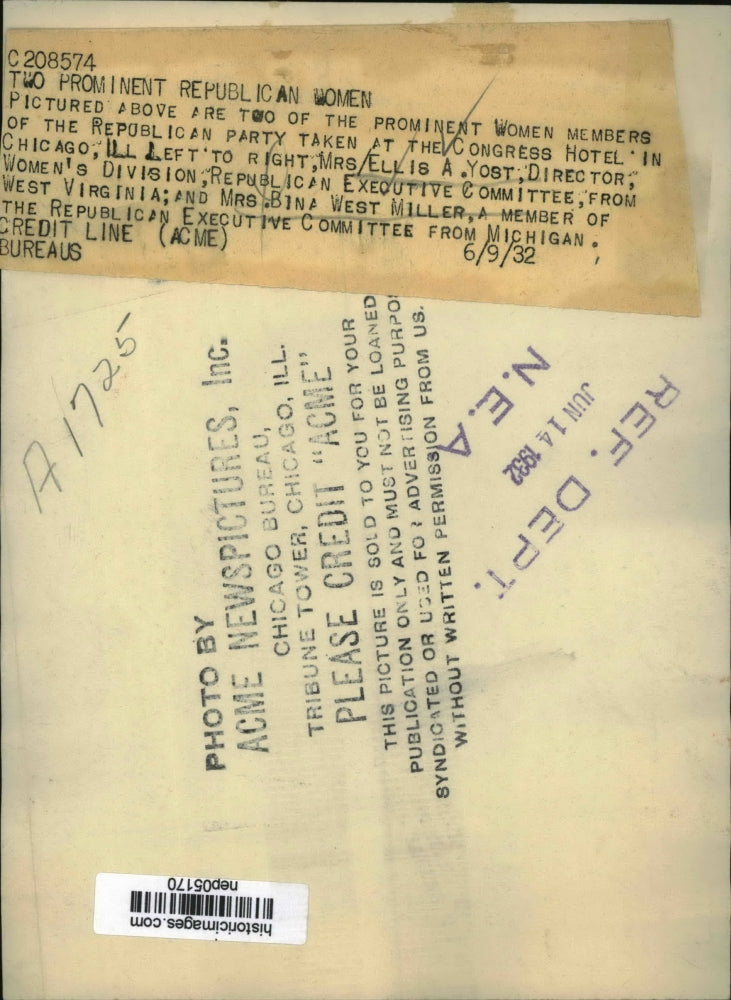 C 208574
TWO PROMINENT REPUBLICAN WOMEN
PICTURED ABOVE ARE TWO OF THE PROMINENT WOMEN MEMBERS
OF THE REPUBLICAN PARTY TAKEN AT THE CONGRESS HOTEL IN
CHICAGO, ILL LEFT TO RIGHT, MRS ELLIS A. YOST, DIRECTOR,
WOMEN'S DIVISION, REPUBLICAN EXECUTIVE COMMITTEE, FROM
WEST VIRGINIA; AND MRS. BINA WEST MILLER, A MEMBER OF
THE REPUBLICAN EXECUTIVE COMMITTEE FROM MICHIGAN.
CREDIT LINE (ACME) 6/9/32
BUREAUS
A1725
PHOTO BY
ACME NEWSPICTURES, Inc.
CHICAGO BUREAU,
TRIBUNE TOWER, CHICAGO, ILL.
PLEASE CREDIT "ACME"
THIS PICTURE IS SOLD TO YOU FOR YOUR
PUBLICATION ONLY AND MUST NOT BE LOANED
SYNDICATED OR USED FOR ADVERTISING PURPO
WITHOUT WRITTEN PERMISSION FROM US.
N.E.A
JUN 14 1932
REF. DEPT.
historicimages.com
nep05170